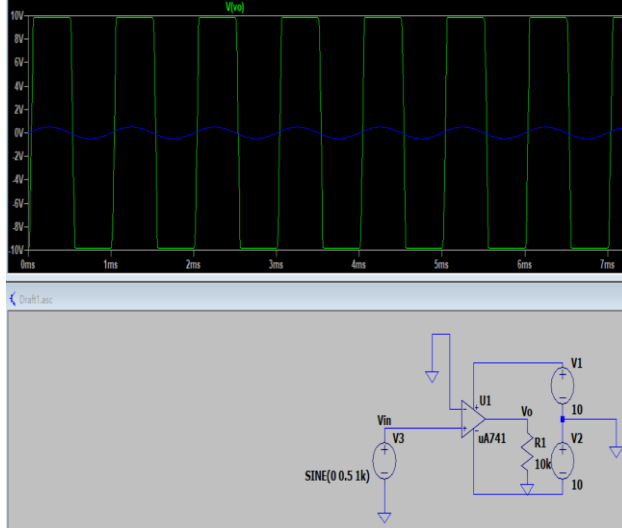 V(vo)
10V
8V
6V
4V
2V
0V
-2V
-4V
-6V
-8V
-10V
0ms 1ms 2ms 3ms 4ms 5ms 6ms 7ms
Draft1.asc
V1
U1
10
Vin
Vo
V3
uA741
R1
V2
10k
SINE(0 0.5 1k)
10